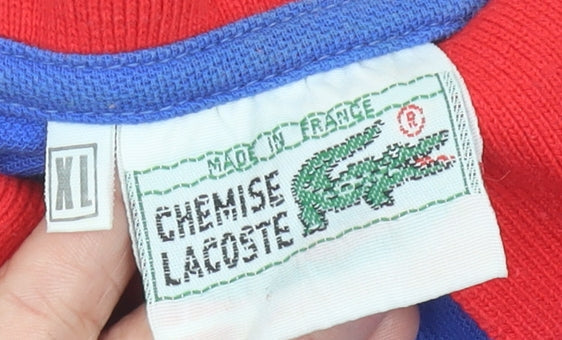 XL
MADE IN FRANCE
®
CHEMISE
LACOSTE